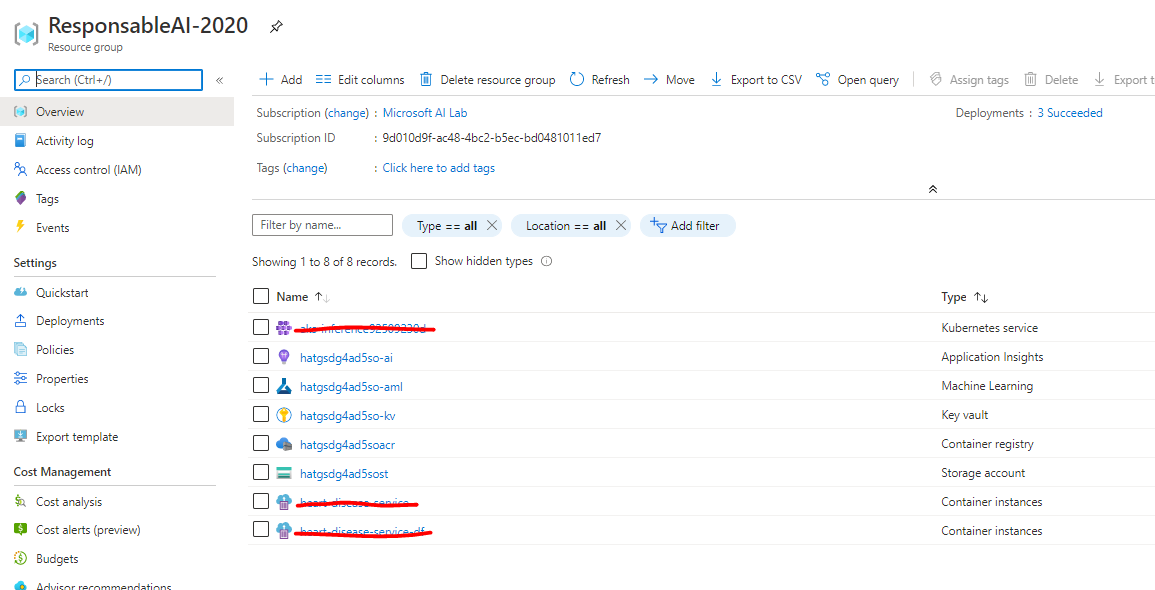 ResponsableAI-2020
Resource group
Search (Ctrl+/)
«
Overview
Activity log
Access control (IAM)
Tags
Events
Settings
Quickstart
Deployments
Policies
Properties
Locks
Export template
Cost Management
Cost analysis
Cost alerts (preview)
Budgets
Advisor recommendations
Add Edit columns Delete resource group Refresh Move Export to CSV Open query Assign tags Delete Export t
Subscription (change) : Microsoft AI Lab Deployments : 3 Succeeded
Subscription ID : 9d010d9f-ac48-4bc2-b5ec-bd0481011ed7
Tags (change) : Click here to add tags
Filter by name... Type == all Location == all Add filter
Showing 1 to 8 of 8 records. Show hidden types
Name Type
Kubernetes service
hatgsdg4ad5so-ai Application Insights
hatgsdg4ad5so-aml Machine Learning
hatgsdg4ad5so-kv Key vault
hatgsdg4ad5soacr Container registry
hatgsdg4ad5sost Storage account
heart-disease-service Container instances
heart-disease-service-df Container instances